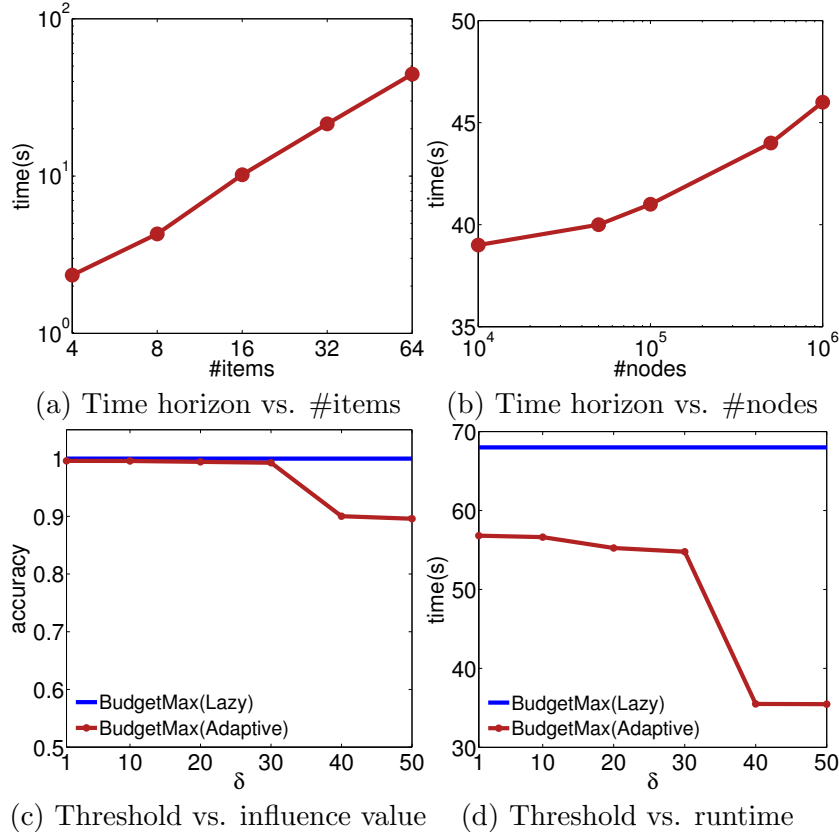 10^2
10^1
10^0
time(s)
4 8 16 32 64
#items
(a) Time horizon vs. #items
50
45
40
35
time(s)
10^4 10^5 10^6
#nodes
(b) Time horizon vs. #nodes
1
0.9
0.8
0.7
0.6
0.5
accuracy
BudgetMax(Lazy)
BudgetMax(Adaptive)
1 10 20 30 40 50
δ
(c) Threshold vs. influence value
70
60
50
40
30
time(s)
BudgetMax(Lazy)
BudgetMax(Adaptive)
1 10 20 30 40 50
δ
(d) Threshold vs. runtime